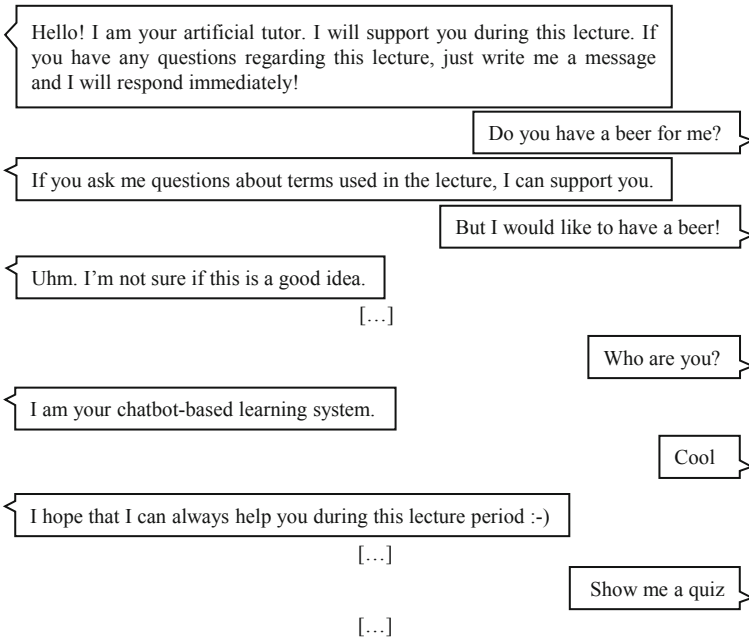 Hello! I am your artificial tutor. I will support you during this lecture. If
you have any questions regarding this lecture, just write me a message
and I will respond immediately!
Do you have a beer for me?
If you ask me questions about terms used in the lecture, I can support you.
But I would like to have a beer!
Uhm. I’m not sure if this is a good idea.
[…]
Who are you?
I am your chatbot-based learning system.
Cool
I hope that I can always help you during this lecture period :-)
[…]
Show me a quiz
[…]